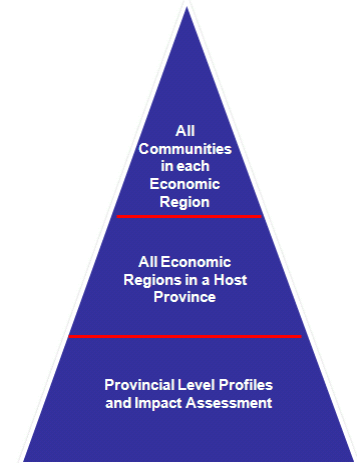 All
Communities
in each
Economic
Region
All Economic
Regions in a Host
Province
Provincial Level Profiles
and Impact Assessment